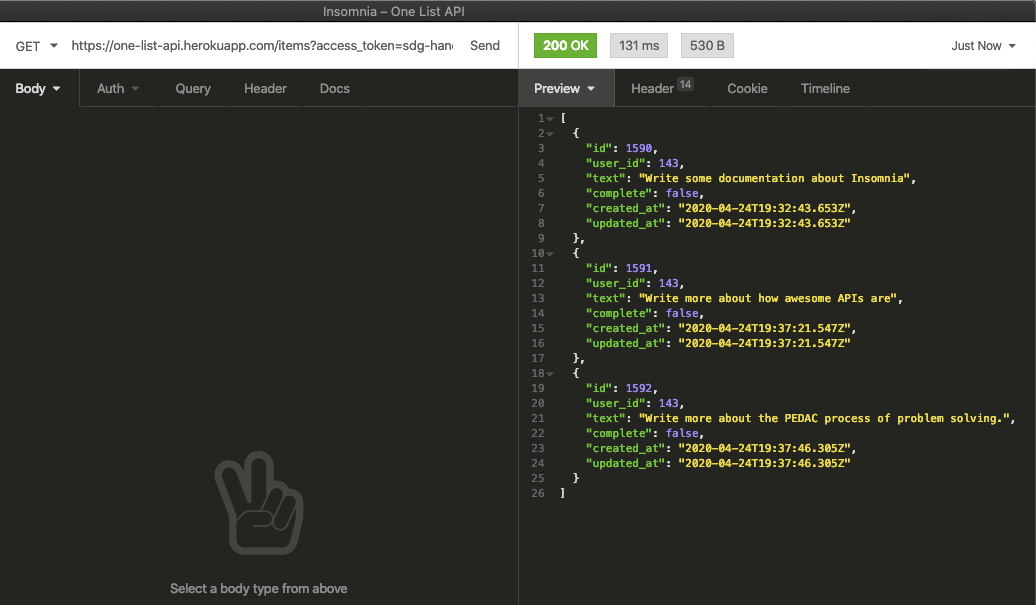 Insomnia – One List API
GET https://one-list-api.herokuapp.com/items?access_token=sdg-han Send 200 OK 131 ms 530 B Just Now
Body Auth Query Header Docs Preview Header 14 Cookie Timeline
1 [
2 {
3 "id": 1590,
4 "user_id": 143,
5 "text": "Write some documentation about Insomnia",
6 "complete": false,
7 "created_at": "2020-04-24T19:32:43.653Z",
8 "updated_at": "2020-04-24T19:32:43.653Z"
9 },
10 {
11 "id": 1591,
12 "user_id": 143,
13 "text": "Write more about how awesome APIs are",
14 "complete": false,
15 "created_at": "2020-04-24T19:37:21.547Z",
16 "updated_at": "2020-04-24T19:37:21.547Z"
17 },
18 {
19 "id": 1592,
20 "user_id": 143,
21 "text": "Write more about the PEDAC process of problem solving.",
22 "complete": false,
23 "created_at": "2020-04-24T19:37:46.305Z",
24 "updated_at": "2020-04-24T19:37:46.305Z"
25 }
26 ]
Select a body type from above